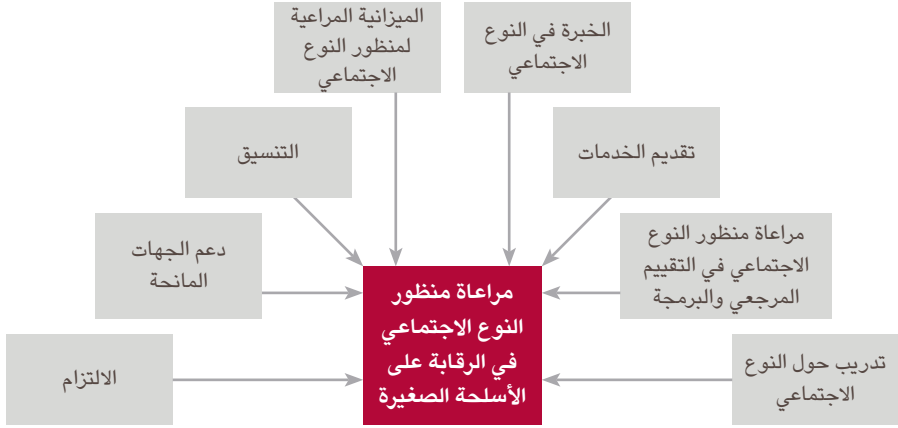 الخبرة في النوع
الاجتماعي
الميزانية المراعية
لمنظور النوع
الاجتماعي
تقديم الخدمات
التنسيق
مراعاة منظور النوع
الاجتماعي في التقييم
المرجعي والبرمجة
دعم الجهات
المانحة
مراعاة منظور
النوع الاجتماعي
في الرقابة على
الأسلحة الصغيرة
تدريب حول النوع
الاجتماعي
الالتزام